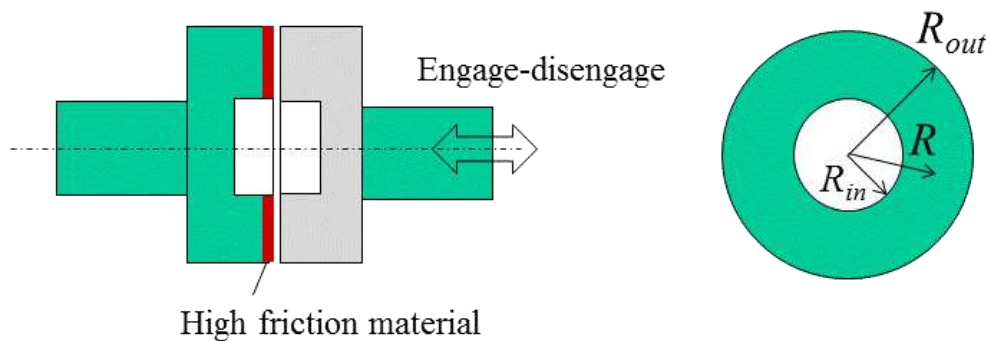 Engage-disengage
High friction material
R_out
R
R_in